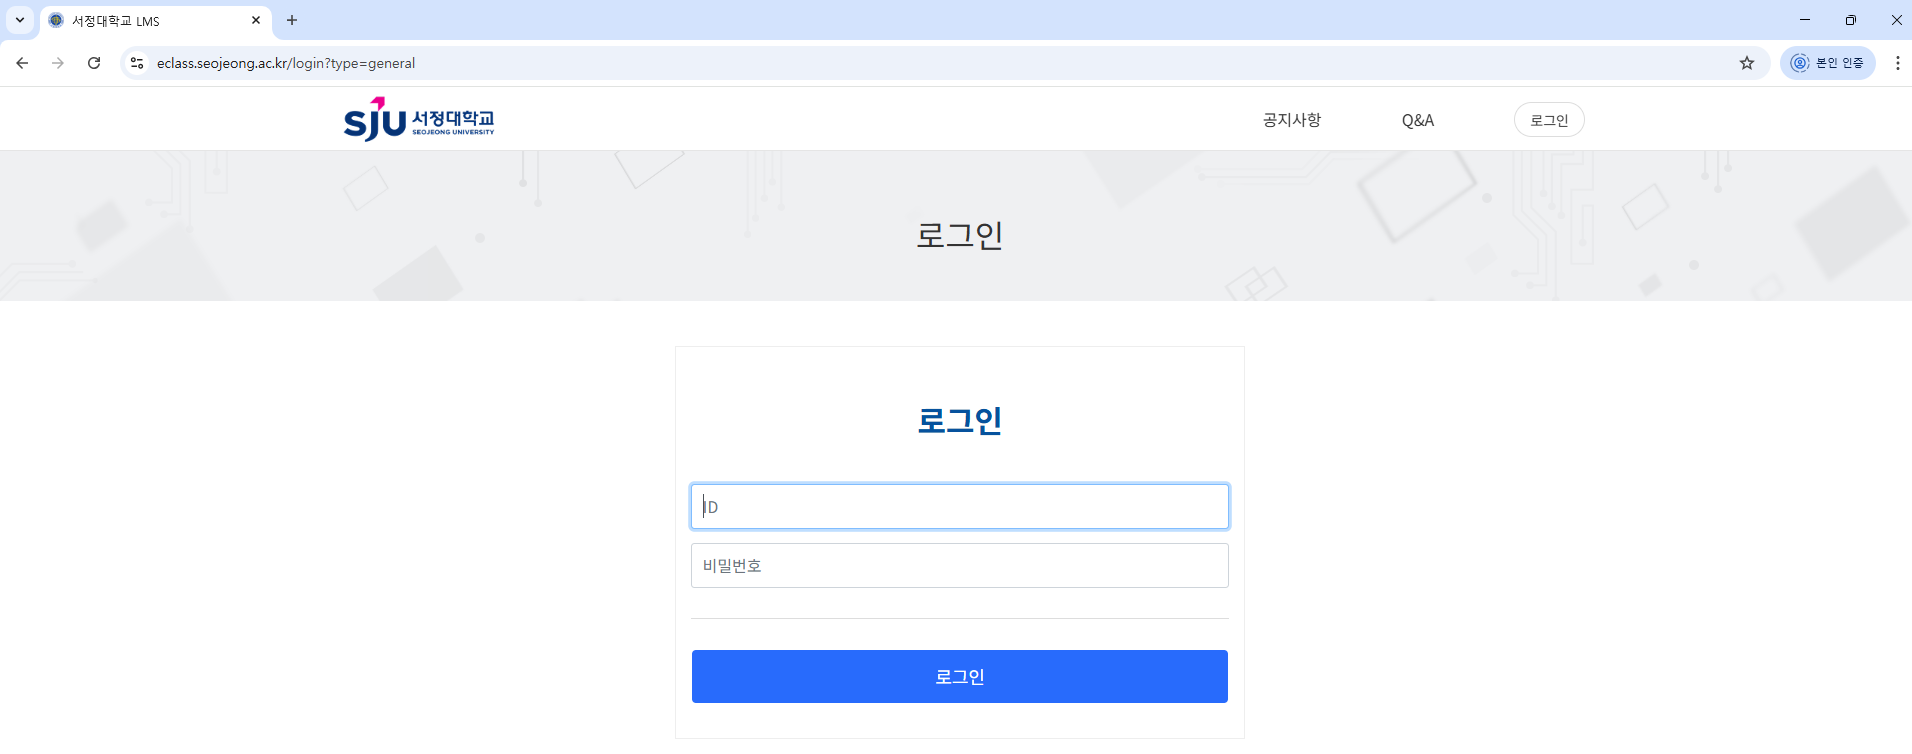 서정대학교 LMS
eclass.seojeong.ac.kr/login?type=general
본인 인증
sju 서정대학교
SEOJEONG UNIVERSITY
공지사항
Q&A
로그인
로그인
로그인
ID
비밀번호
로그인